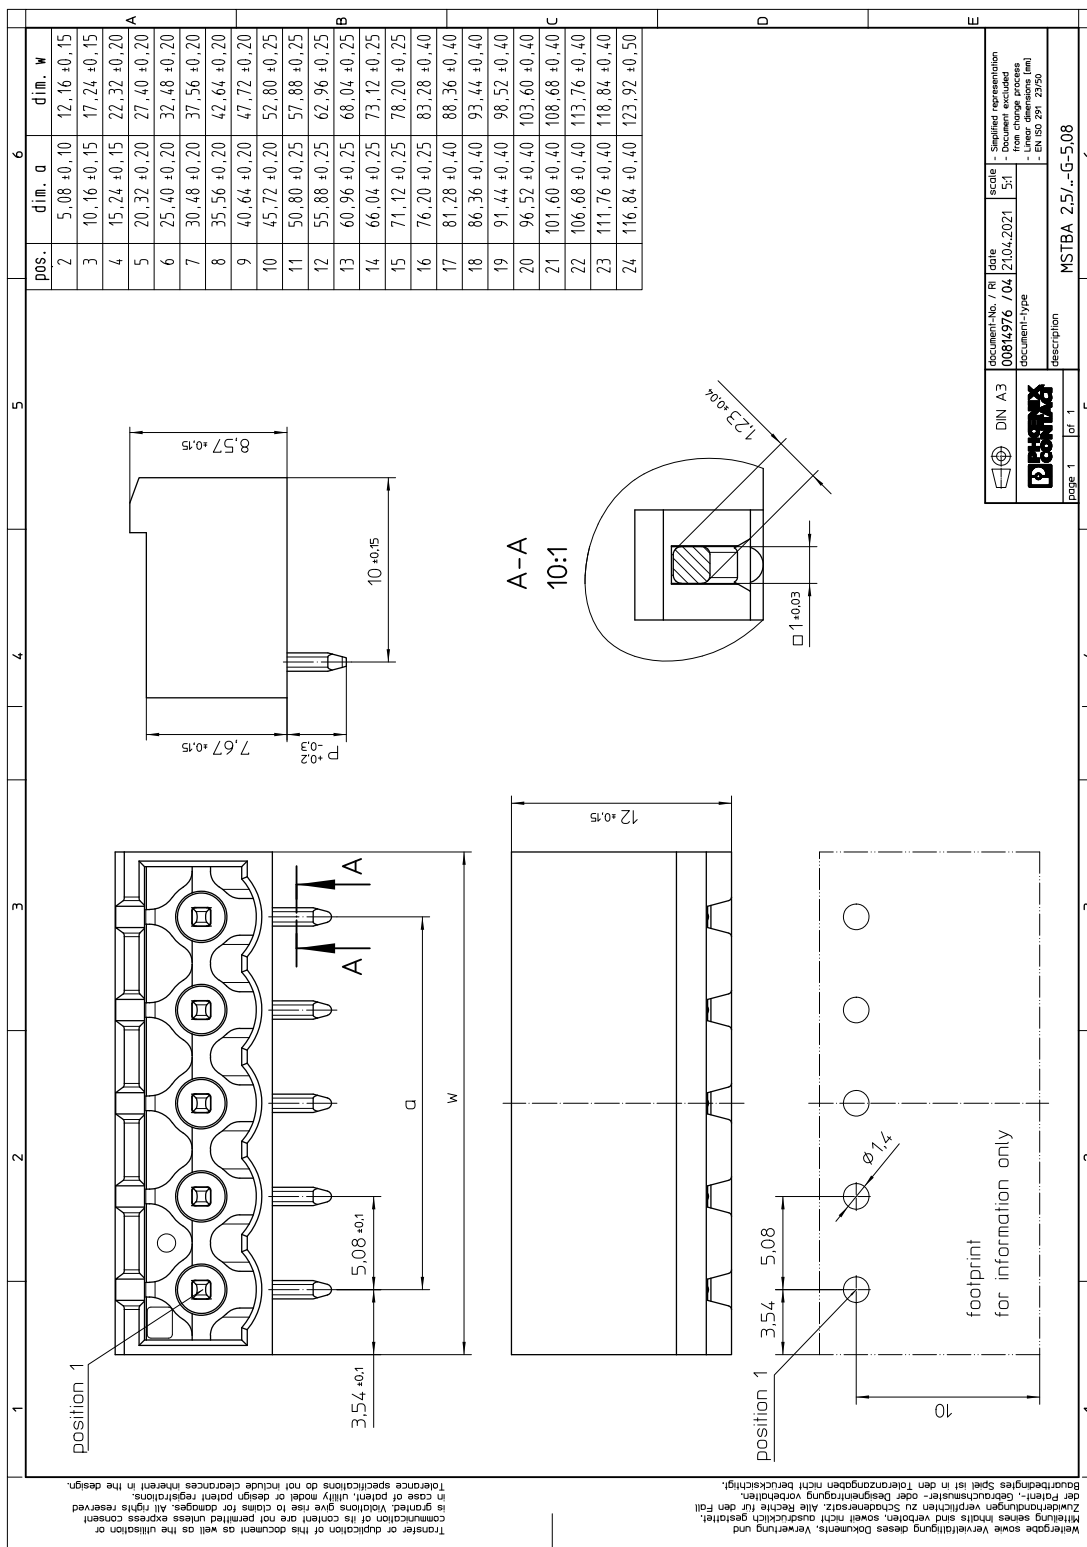 A
B
C
D
E
1
2
3
4
5
6
pos. dim. a dim. w
2 5,08 ±0,10 12,16 ±0,15
3 10,16 ±0,15 17,24 ±0,15
4 15,24 ±0,15 22,32 ±0,20
5 20,32 ±0,20 27,40 ±0,20
6 25,40 ±0,20 32,48 ±0,20
7 30,48 ±0,20 37,56 ±0,20
8 35,56 ±0,20 42,64 ±0,20
9 40,64 ±0,20 47,72 ±0,20
10 45,72 ±0,20 52,80 ±0,25
11 50,80 ±0,25 57,88 ±0,25
12 55,88 ±0,25 62,96 ±0,25
13 60,96 ±0,25 68,04 ±0,25
14 66,04 ±0,25 73,12 ±0,25
15 71,12 ±0,25 78,20 ±0,25
16 76,20 ±0,25 83,28 ±0,40
17 81,28 ±0,40 88,36 ±0,40
18 86,36 ±0,40 93,44 ±0,40
19 91,44 ±0,40 98,52 ±0,40
20 96,52 ±0,40 103,60 ±0,40
21 101,60 ±0,40 108,68 ±0,40
22 106,68 ±0,40 113,76 ±0,40
23 111,76 ±0,40 118,84 ±0,40
24 116,84 ±0,40 123,92 ±0,50
8,57 ±0,15
10 ±0,15
7,67 ±0,15
P +0,2 -0,3
A-A
10:1
1,23 ±0,04
□ 1 ±0,03
position 1
A
A
a
w
5,08 ±0,1
3,54 ±0,1
12 ±0,15
position 1
3,54
5,08
Ø 1,4
10
footprint
for information only
DIN A3
PHOENIX
CONTACT
page 1 of 1
document-No. / RI
00814976 /04
date
21.04.2021
scale
5:1
- Simplified representation
- Document excluded
from change process
- Linear dimensions [mm]
- EN ISO 291 23/50
document-type
description
MSTBA 2,5/..-G-5,08
Transfer or duplication of this document as well as the utilisation or
communication of its content are not permitted unless express consent
is granted. Violations give rise to claims for damages. All rights reserved
in case of patent, utility model or design patent registrations.
Tolerance specifications do not include clearances inherent in the design.
Weitergabe sowie Vervielfältigung dieses Dokuments, Verwertung und
Mitteilung seines Inhalts sind verboten, soweit nicht ausdrücklich gestattet.
Zuwiderhandlungen verpflichten zu Schadenersatz. Alle Rechte für den Fall
der Patent-, Gebrauchsmuster- oder Designeintragung vorbehalten.
Bauartbedingtes Spiel ist in den Toleranzangaben nicht berücksichtigt.
1
2
3
4
5
6